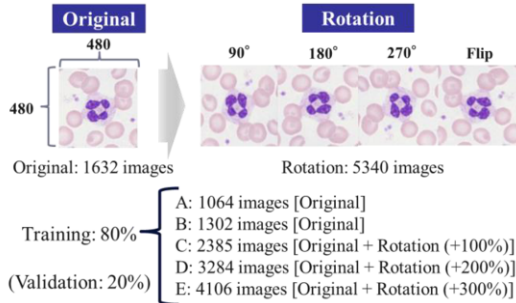 Original
Rotation
480
90° 180° 270° Flip
480
Original: 1632 images
Rotation: 5340 images
Training: 80%
(Validation: 20%)
A: 1064 images [Original]
B: 1302 images [Original]
C: 2385 images [Original + Rotation (+100%)]
D: 3284 images [Original + Rotation (+200%)]
E: 4106 images [Original + Rotation (+300%)]